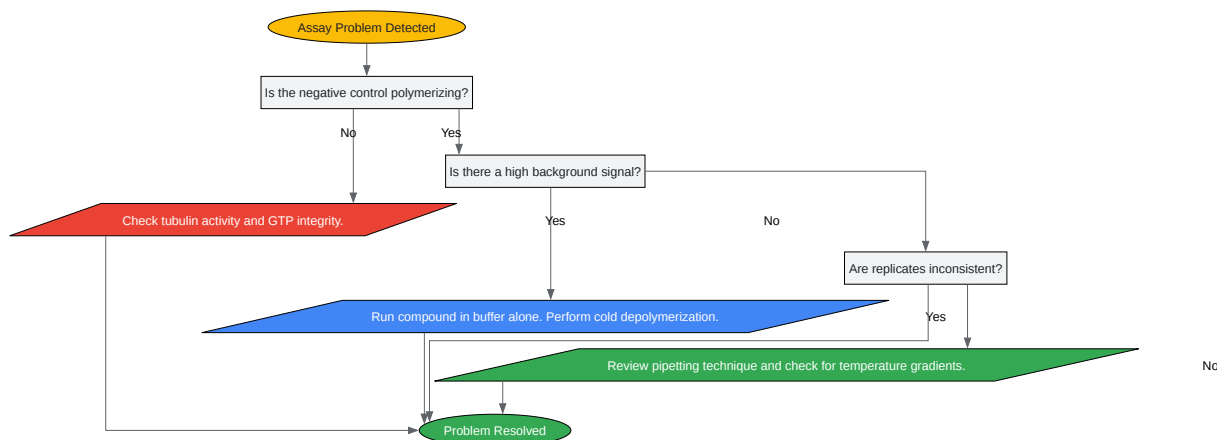 Assay Problem Detected
Is the negative control polymerizing?
No
Yes
Is there a high background signal?
Check tubulin activity and GTP integrity.
Yes
No
Are replicates inconsistent?
Run compound in buffer alone. Perform cold depolymerization.
Yes
Review pipetting technique and check for temperature gradients.
No
Problem Resolved